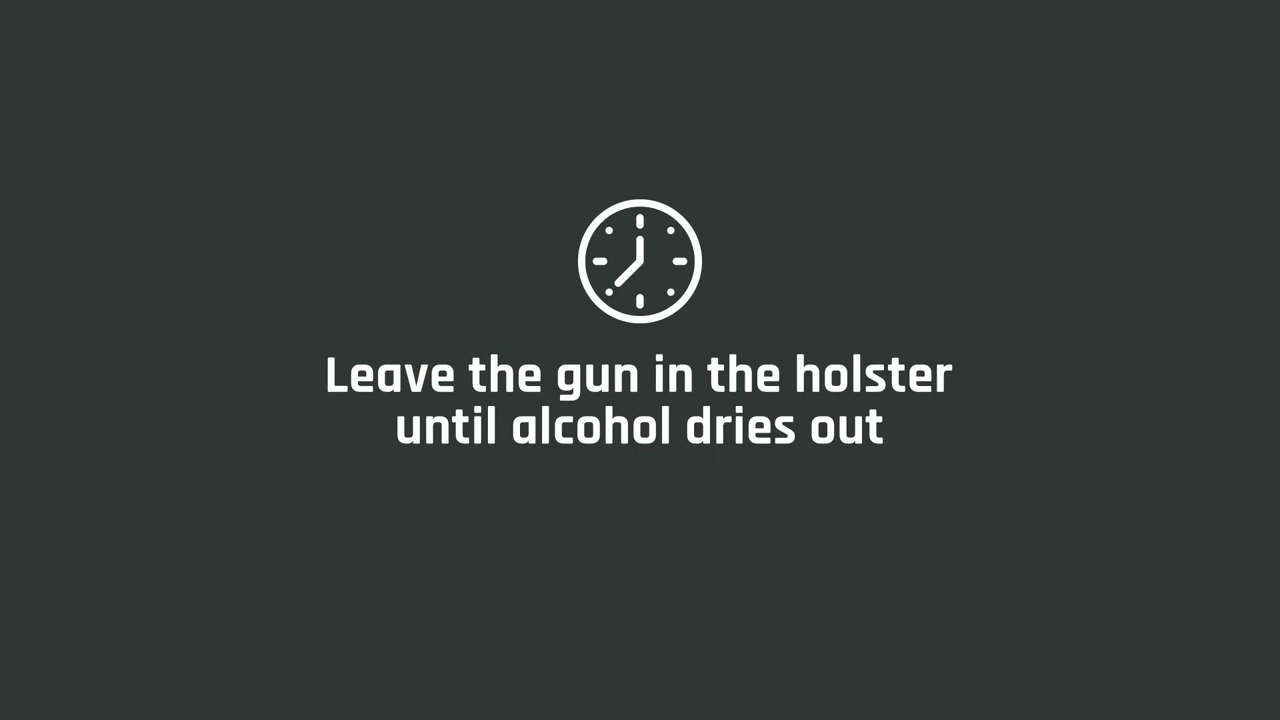 Leave the gun in the holster
until alcohol dries out